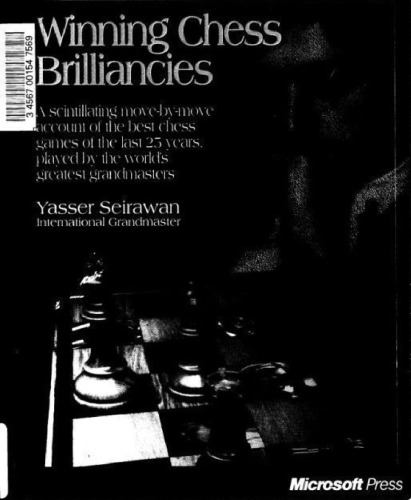 Winning Chess
Brilliancies
A scintillating move-by-move
account of the best chess
games of the last 25 years,
played by the world's
greatest grandmasters
Yasser Seirawan
International Grandmaster
3 4567 00154 7569
Microsoft Press